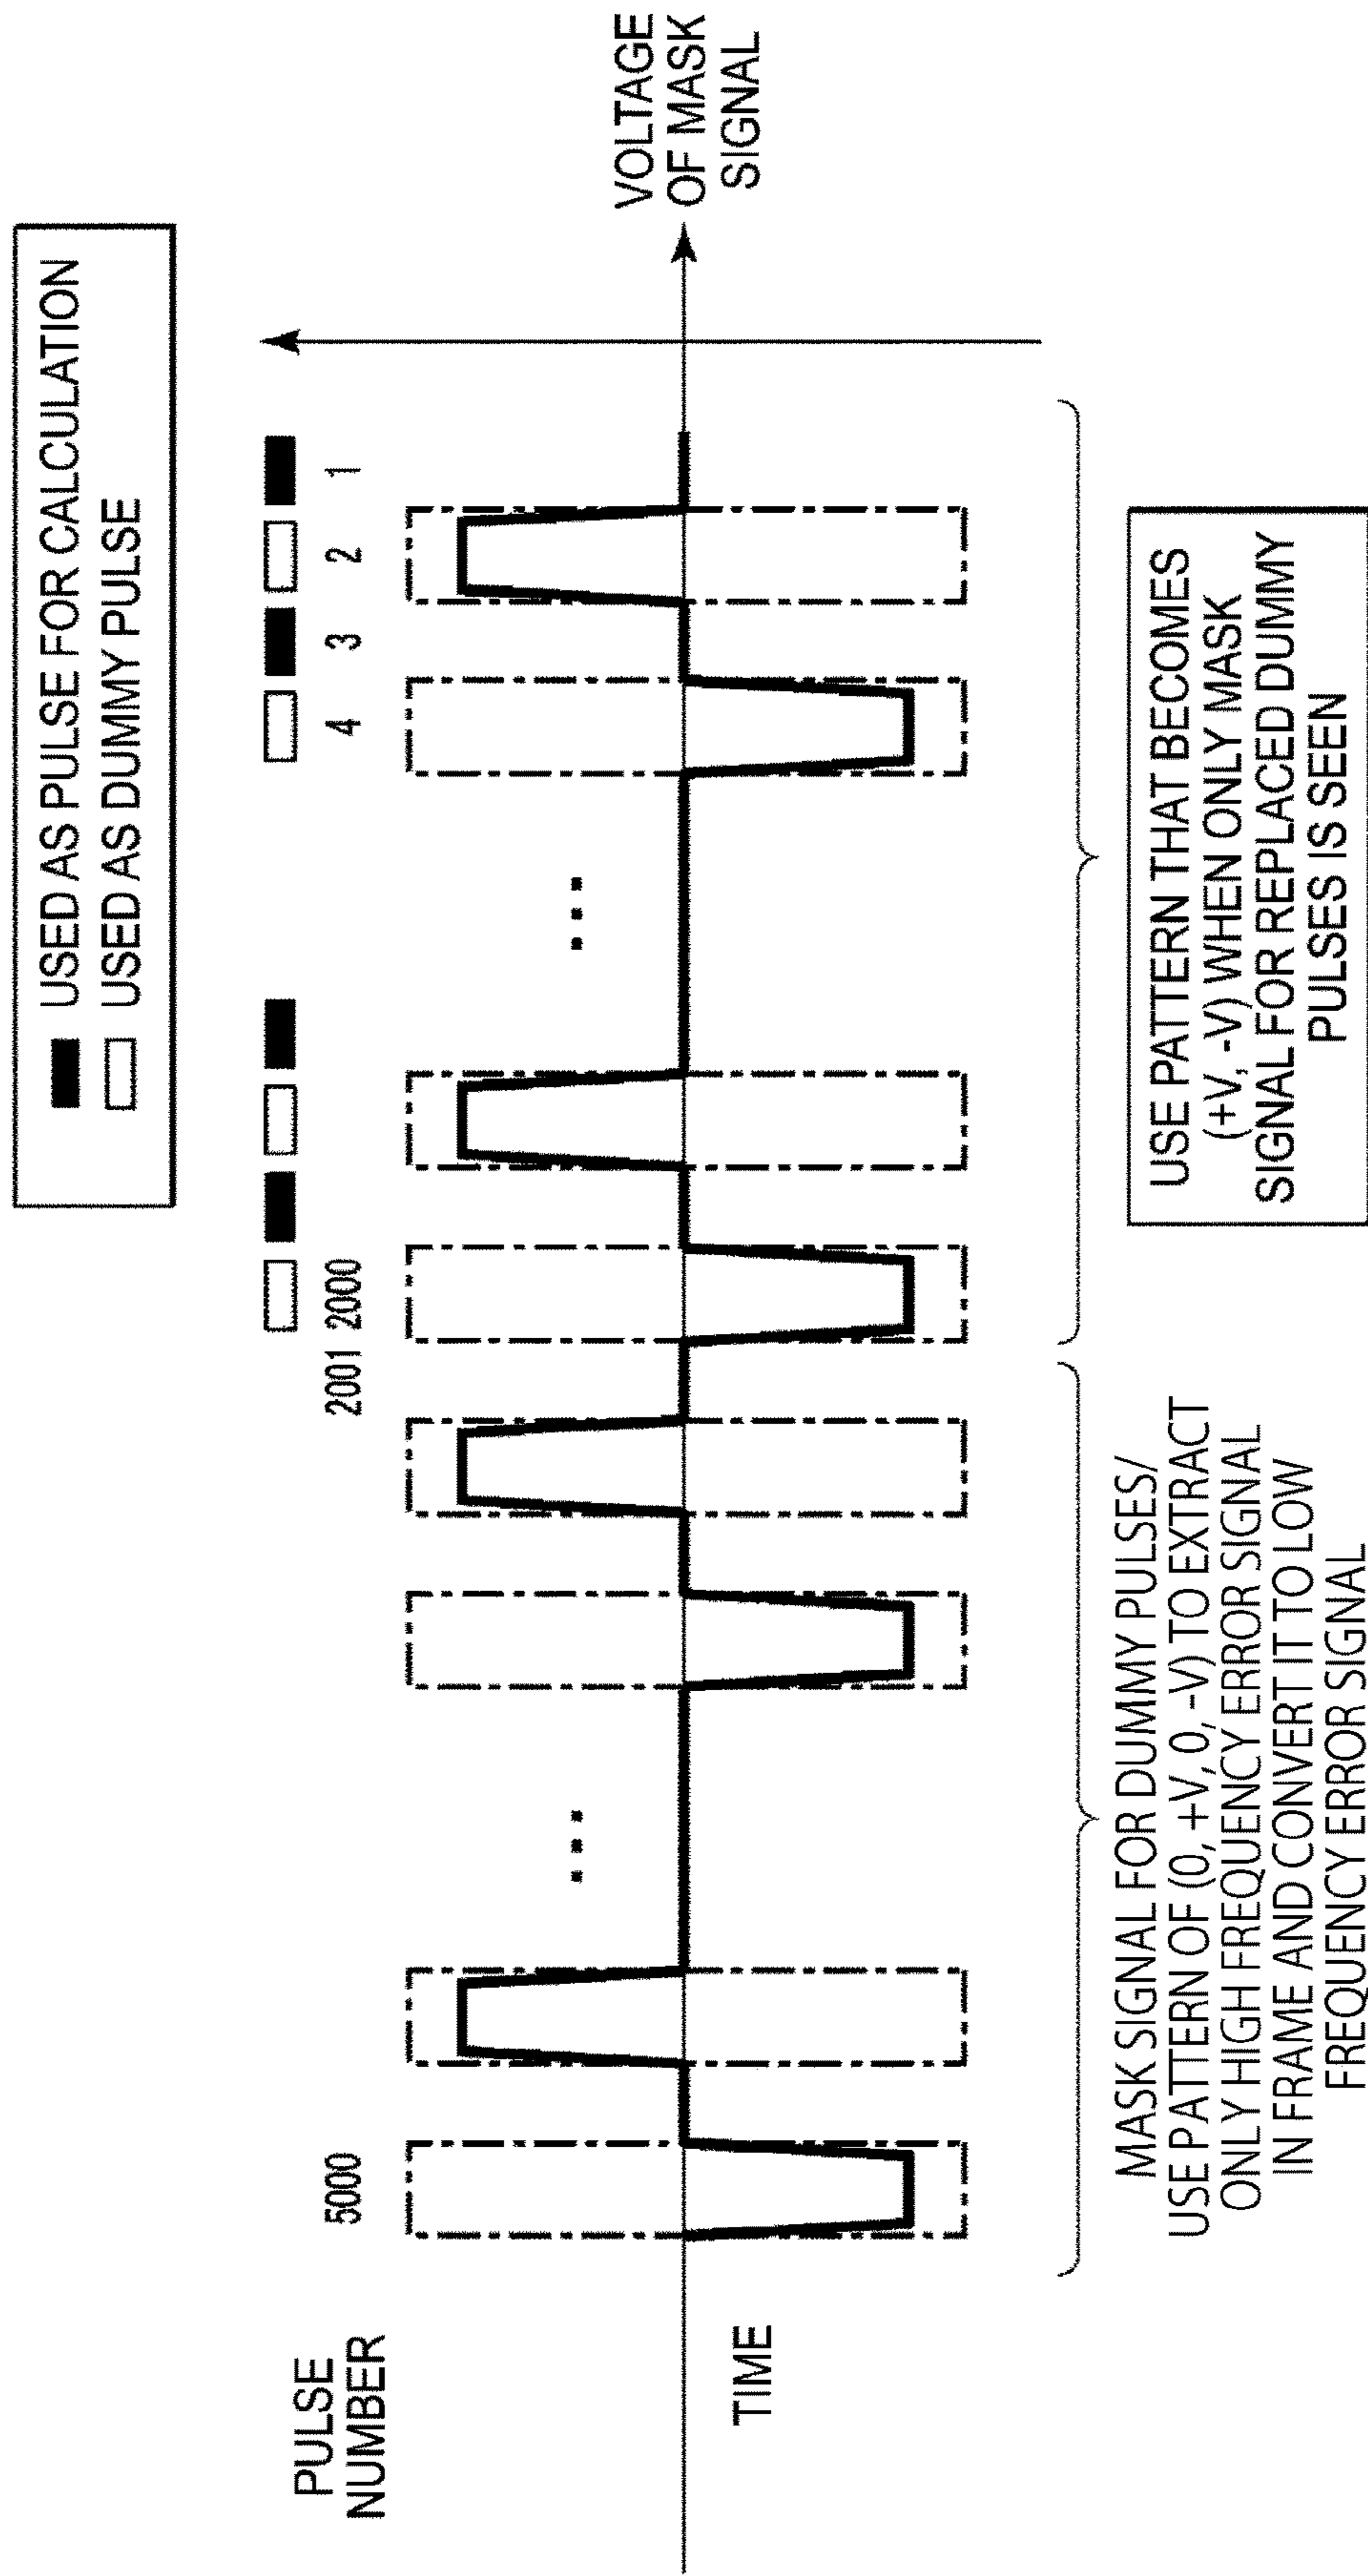 USED AS PULSE FOR CALCULATION
USED AS DUMMY PULSE
PULSE
NUMBER
5000
2001 2000
4 3 2 1
VOLTAGE
OF MASK
SIGNAL
TIME
MASK SIGNAL FOR DUMMY PULSES/
USE PATTERN OF (0, +V, 0, -V) TO EXTRACT
ONLY HIGH FREQUENCY ERROR SIGNAL
IN FRAME AND CONVERT IT TO LOW
FREQUENCY ERROR SIGNAL
USE PATTERN THAT BECOMES
(+V, -V) WHEN ONLY MASK
SIGNAL FOR REPLACED DUMMY
PULSES IS SEEN